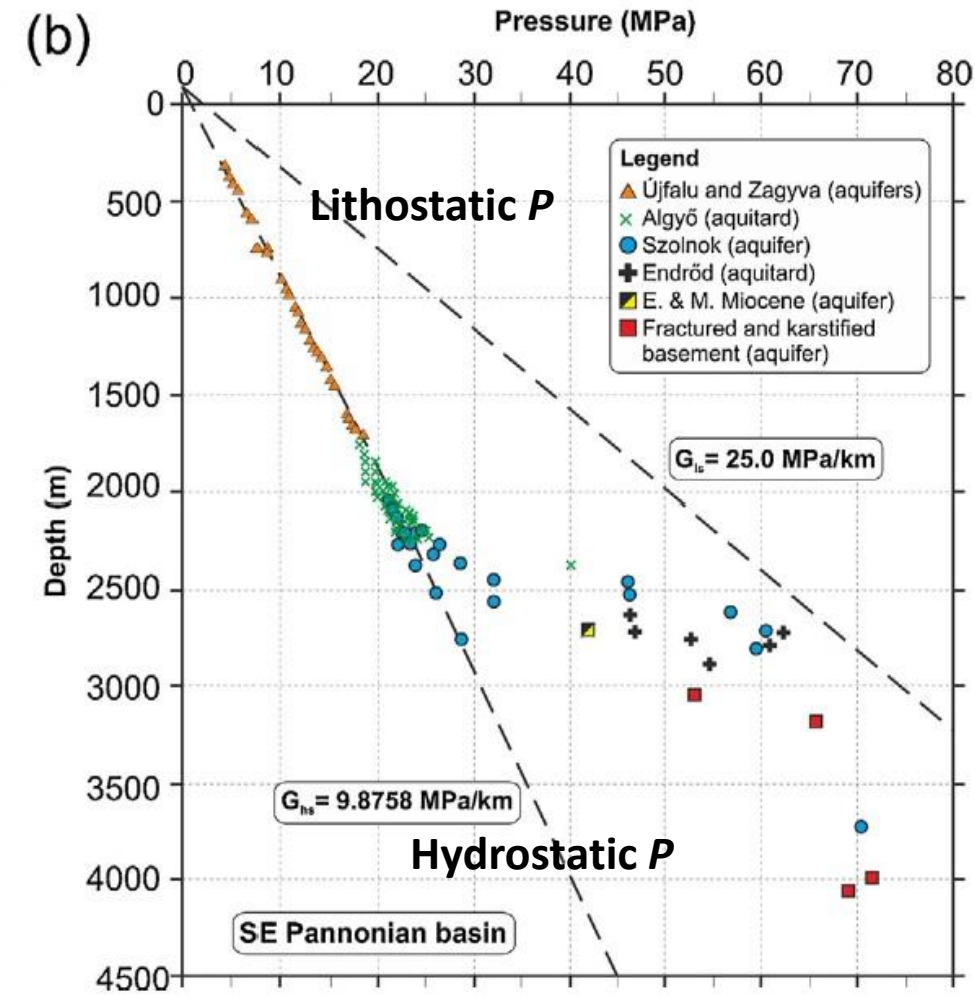 (b)
Pressure (MPa)
0 10 20 30 40 50 60 70 80
0
500
1000
1500
2000
2500
3000
3500
4000
4500
Depth (m)
Lithostatic P
Legend
Újfalu and Zagyva (aquifers)
Algyő (aquitard)
Szolnok (aquifer)
Endrőd (aquitard)
E. & M. Miocene (aquifer)
Fractured and karstified
basement (aquifer)
Gls= 25.0 MPa/km
Ghs= 9.8758 MPa/km
Hydrostatic P
SE Pannonian basin